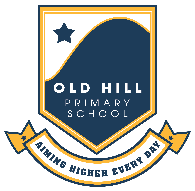 OLD HILL
PRIMARY
SCHOOL
AIMING HIGHER EVERY DAY